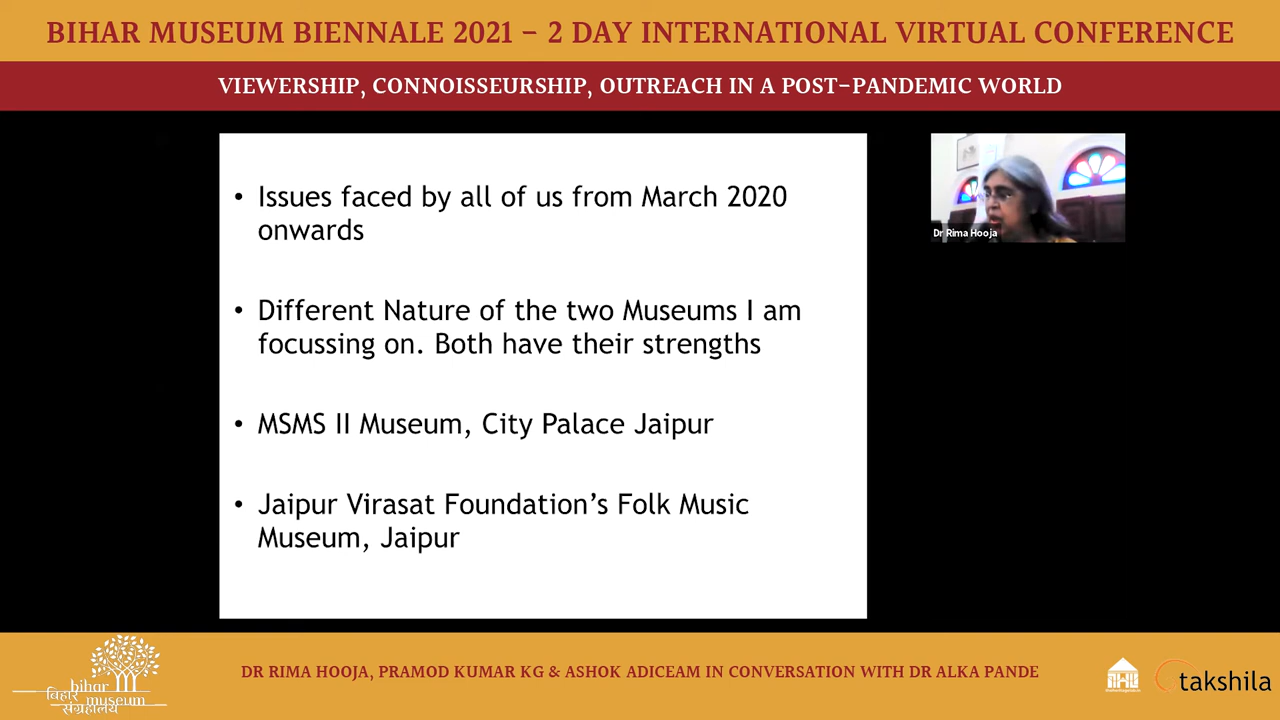 BIHAR MUSEUM BIENNALE 2021 – 2 DAY INTERNATIONAL VIRTUAL CONFERENCE
VIEWERSHIP, CONNOISSEURSHIP, OUTREACH IN A POST-PANDEMIC WORLD
• Issues faced by all of us from March 2020
onwards
• Different Nature of the two Museums I am
focussing on. Both have their strengths
• MSMS II Museum, City Palace Jaipur
• Jaipur Virasat Foundation's Folk Music
Museum, Jaipur
Dr Rima Hooja
bihar
museum
बिहार
संग्रहालय
DR RIMA HOOJA, PRAMOD KUMAR KG & ASHOK ADICEAM IN CONVERSATION WITH DR ALKA PANDE
takshila